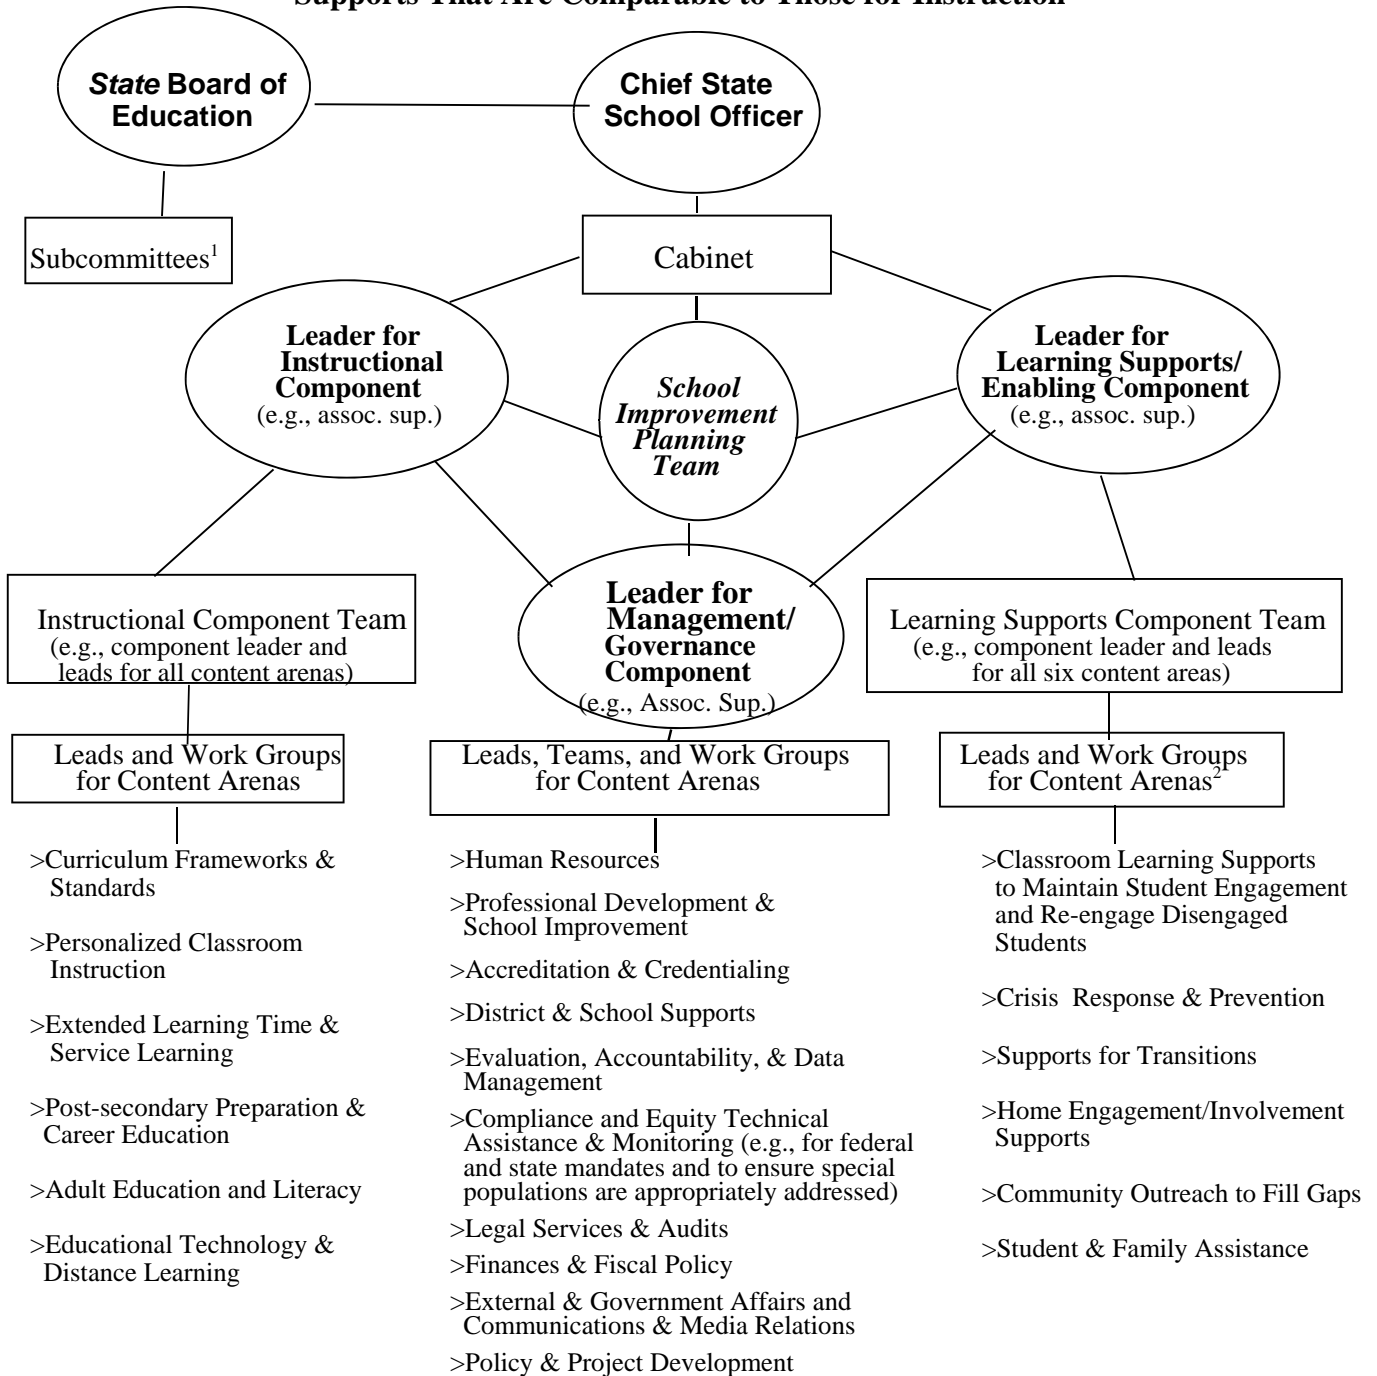 Supports That Are Comparable to Those for Instruction
State Board of
Education
Chief State
School Officer
Subcommittees1
Cabinet
Leader for
Instructional
Component
(e.g., assoc. sup.)
School
Improvement
Planning
Team
Leader for
Learning Supports/
Enabling Component
(e.g., assoc. sup.)
Instructional Component Team
(e.g., component leader and
leads for all content arenas)
Leader for
Management/
Governance
Component
(e.g., Assoc. Sup.)
Learning Supports Component Team
(e.g., component leader and leads
for all six content areas)
Leads and Work Groups
for Content Arenas
Leads, Teams, and Work Groups
for Content Arenas
Leads and Work Groups
for Content Arenas2
>Curriculum Frameworks &
Standards
>Personalized Classroom
Instruction
>Extended Learning Time &
Service Learning
>Post-secondary Preparation &
Career Education
>Adult Education and Literacy
>Educational Technology &
Distance Learning
>Human Resources
>Professional Development &
School Improvement
>Accreditation & Credentialing
>District & School Supports
>Evaluation, Accountability, & Data
Management
>Compliance and Equity Technical
Assistance & Monitoring (e.g., for federal
and state mandates and to ensure special
populations are appropriately addressed)
>Legal Services & Audits
>Finances & Fiscal Policy
>External & Government Affairs and
Communications & Media Relations
>Policy & Project Development
>Classroom Learning Supports
to Maintain Student Engagement
and Re-engage Disengaged
Students
>Crisis Response & Prevention
>Supports for Transitions
>Home Engagement/Involvement
Supports
>Community Outreach to Fill Gaps
>Student & Family Assistance